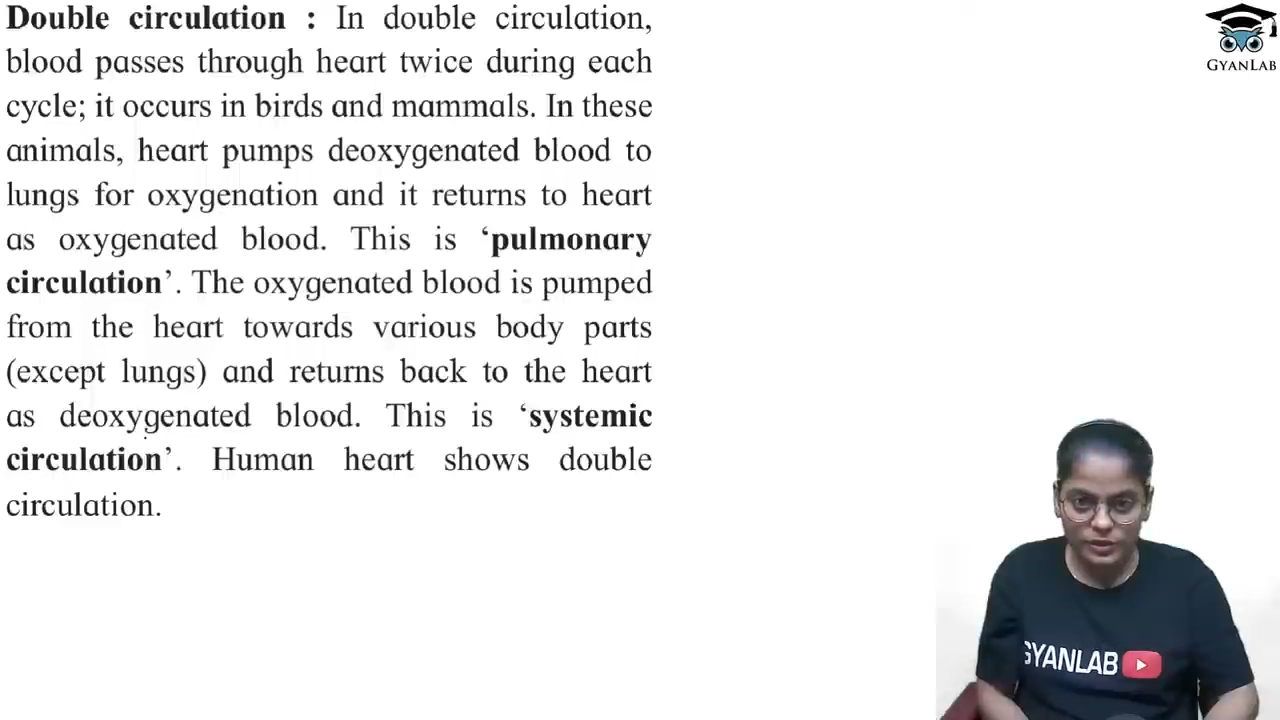 Double circulation : In double circulation,
blood passes through heart twice during each
cycle; it occurs in birds and mammals. In these
animals, heart pumps deoxygenated blood to
lungs for oxygenation and it returns to heart
as oxygenated blood. This is ‘pulmonary
circulation’. The oxygenated blood is pumped
from the heart towards various body parts
(except lungs) and returns back to the heart
as deoxygenated blood. This is ‘systemic
circulation’. Human heart shows double
circulation.
GYANLAB
GYANLAB